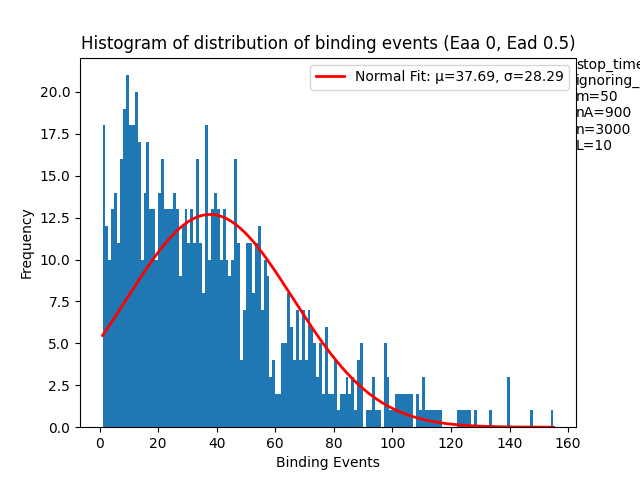 Histogram of distribution of binding events (Eaa 0, Ead 0.5)
stop_time
ignoring_
m=50
nA=900
n=3000
L=10
Normal Fit: μ=37.69, σ=28.29
Frequency
20.0
17.5
15.0
12.5
10.0
7.5
5.0
2.5
0.0
0 20 40 60 80 100 120 140 160
Binding Events